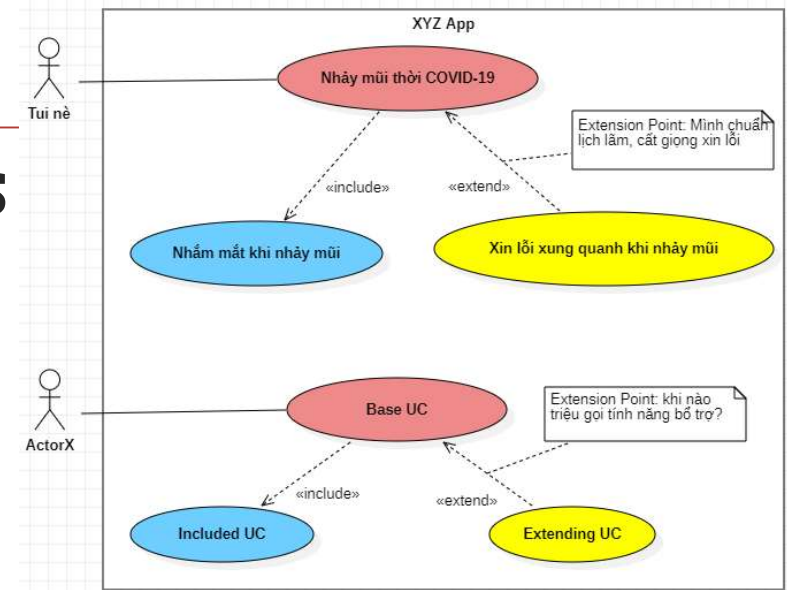 XYZ App
Tui nè
Nhảy mũi thời COVID-19
Extension Point: Mình chuẩn
lịch lãm, cất giọng xin lỗi
«include»
«extend»
Nhắm mắt khi nhảy mũi
Xin lỗi xung quanh khi nhảy mũi
ActorX
Base UC
Extension Point: khi nào
triệu gọi tính năng bổ trợ?
«include»
«extend»
Included UC
Extending UC